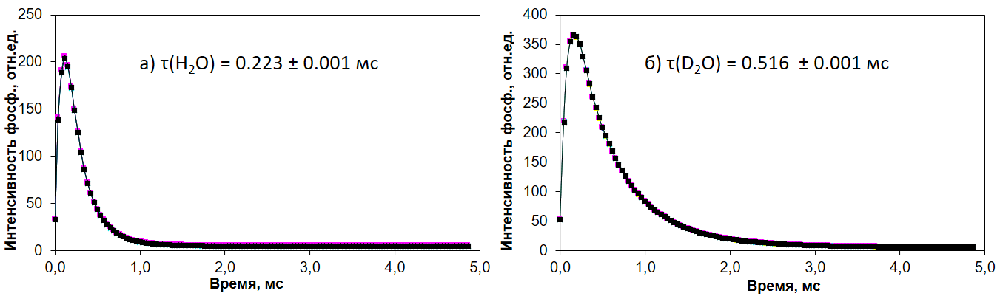 250
200
150
100
50
0
Интенсивность фосф., отн.ед.
а) τ(H₂O) = 0.223 ± 0.001 мс
0,0 1,0 2,0 3,0 4,0 5,0
Время, мс
400
350
300
250
200
150
100
50
0
Интенсивность фосф., отн.ед.
б) τ(D₂O) = 0.516 ± 0.001 мс
0,0 1,0 2,0 3,0 4,0 5,0
Время, мс